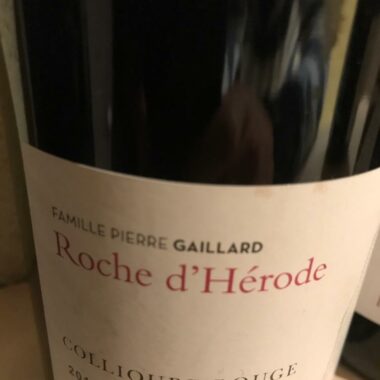 FAMILLE PIERRE GAILLARD
Roche d'Hérode
COLLIOURE ROUGE